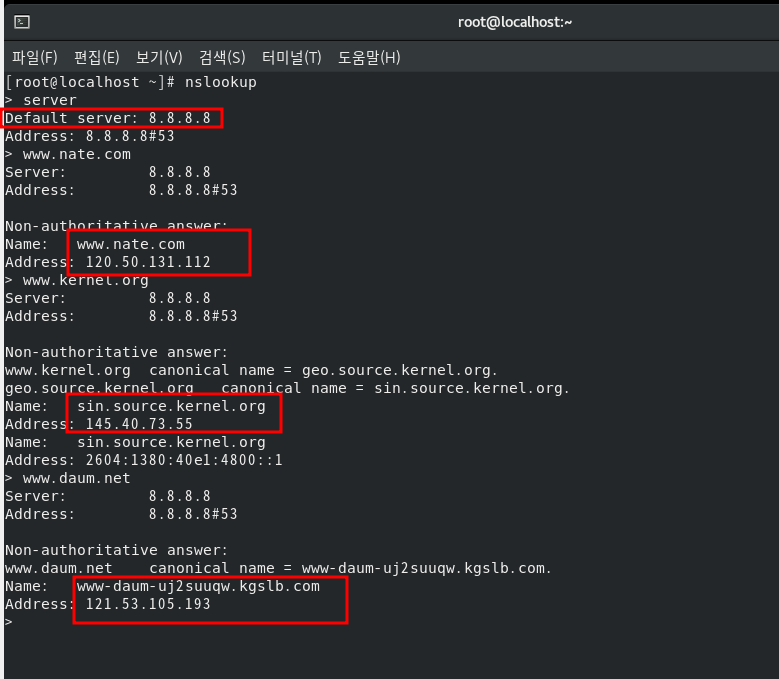 root@localhost:~
파일(F) 편집(E) 보기(V) 검색(S) 터미널(T) 도움말(H)
[root@localhost ~]# nslookup
> server
Default server: 8.8.8.8
Address: 8.8.8.8#53
> www.nate.com
Server: 8.8.8.8
Address: 8.8.8.8#53
Non-authoritative answer:
Name: www.nate.com
Address: 120.50.131.112
> www.kernel.org
Server: 8.8.8.8
Address: 8.8.8.8#53
Non-authoritative answer:
www.kernel.org canonical name = geo.source.kernel.org.
geo.source.kernel.org canonical name = sin.source.kernel.org.
Name: sin.source.kernel.org
Address: 145.40.73.55
Name: sin.source.kernel.org
Address: 2604:1380:40e1:4800::1
> www.daum.net
Server: 8.8.8.8
Address: 8.8.8.8#53
Non-authoritative answer:
www.daum.net canonical name = www-daum-uj2suuqw.kgslb.com.
Name: www-daum-uj2suuqw.kgslb.com
Address: 121.53.105.193
>